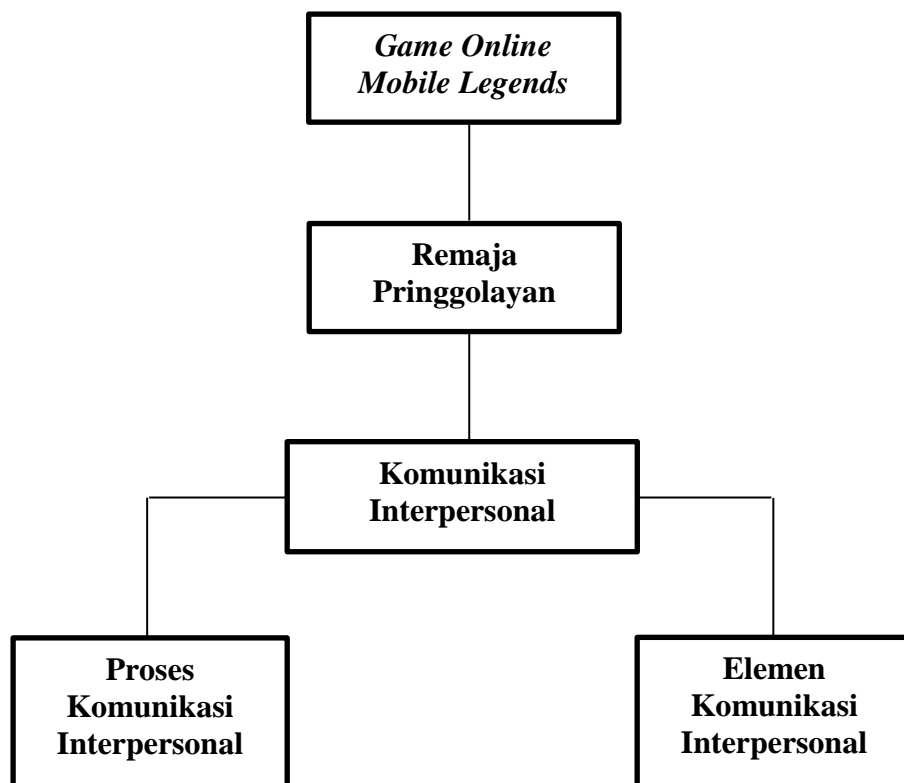 Game Online
Mobile Legends
Remaja
Pringgolayan
Komunikasi
Interpersonal
Proses
Komunikasi
Interpersonal
Elemen
Komunikasi
Interpersonal